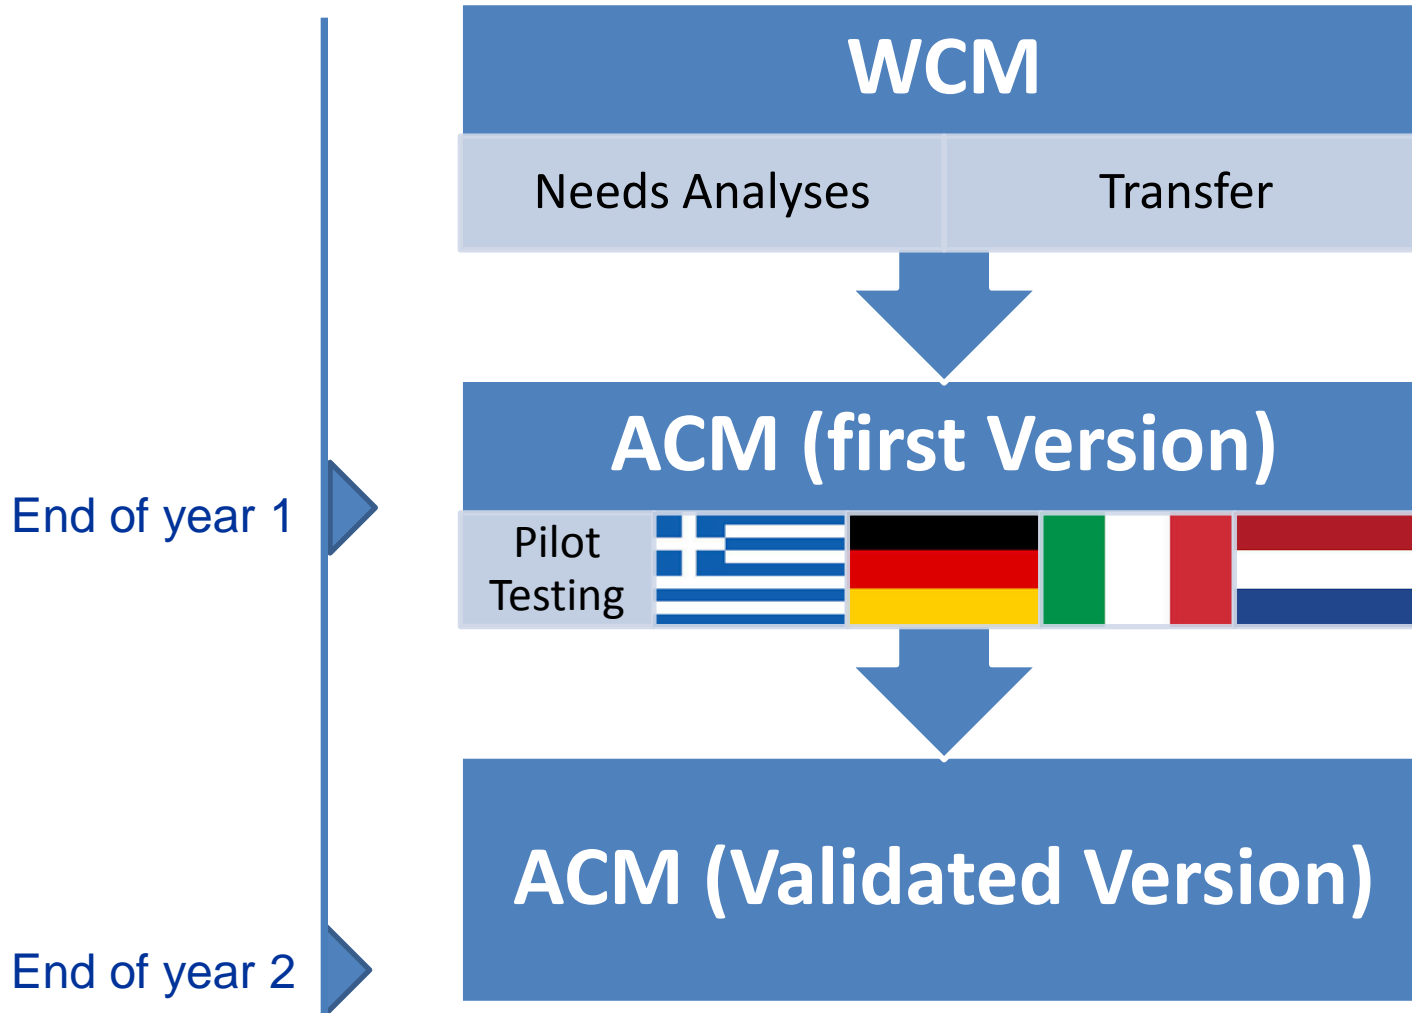 WCM
Needs Analyses
Transfer
ACM (first Version)
End of year 1
Pilot
Testing
ACM (Validated Version)
End of year 2